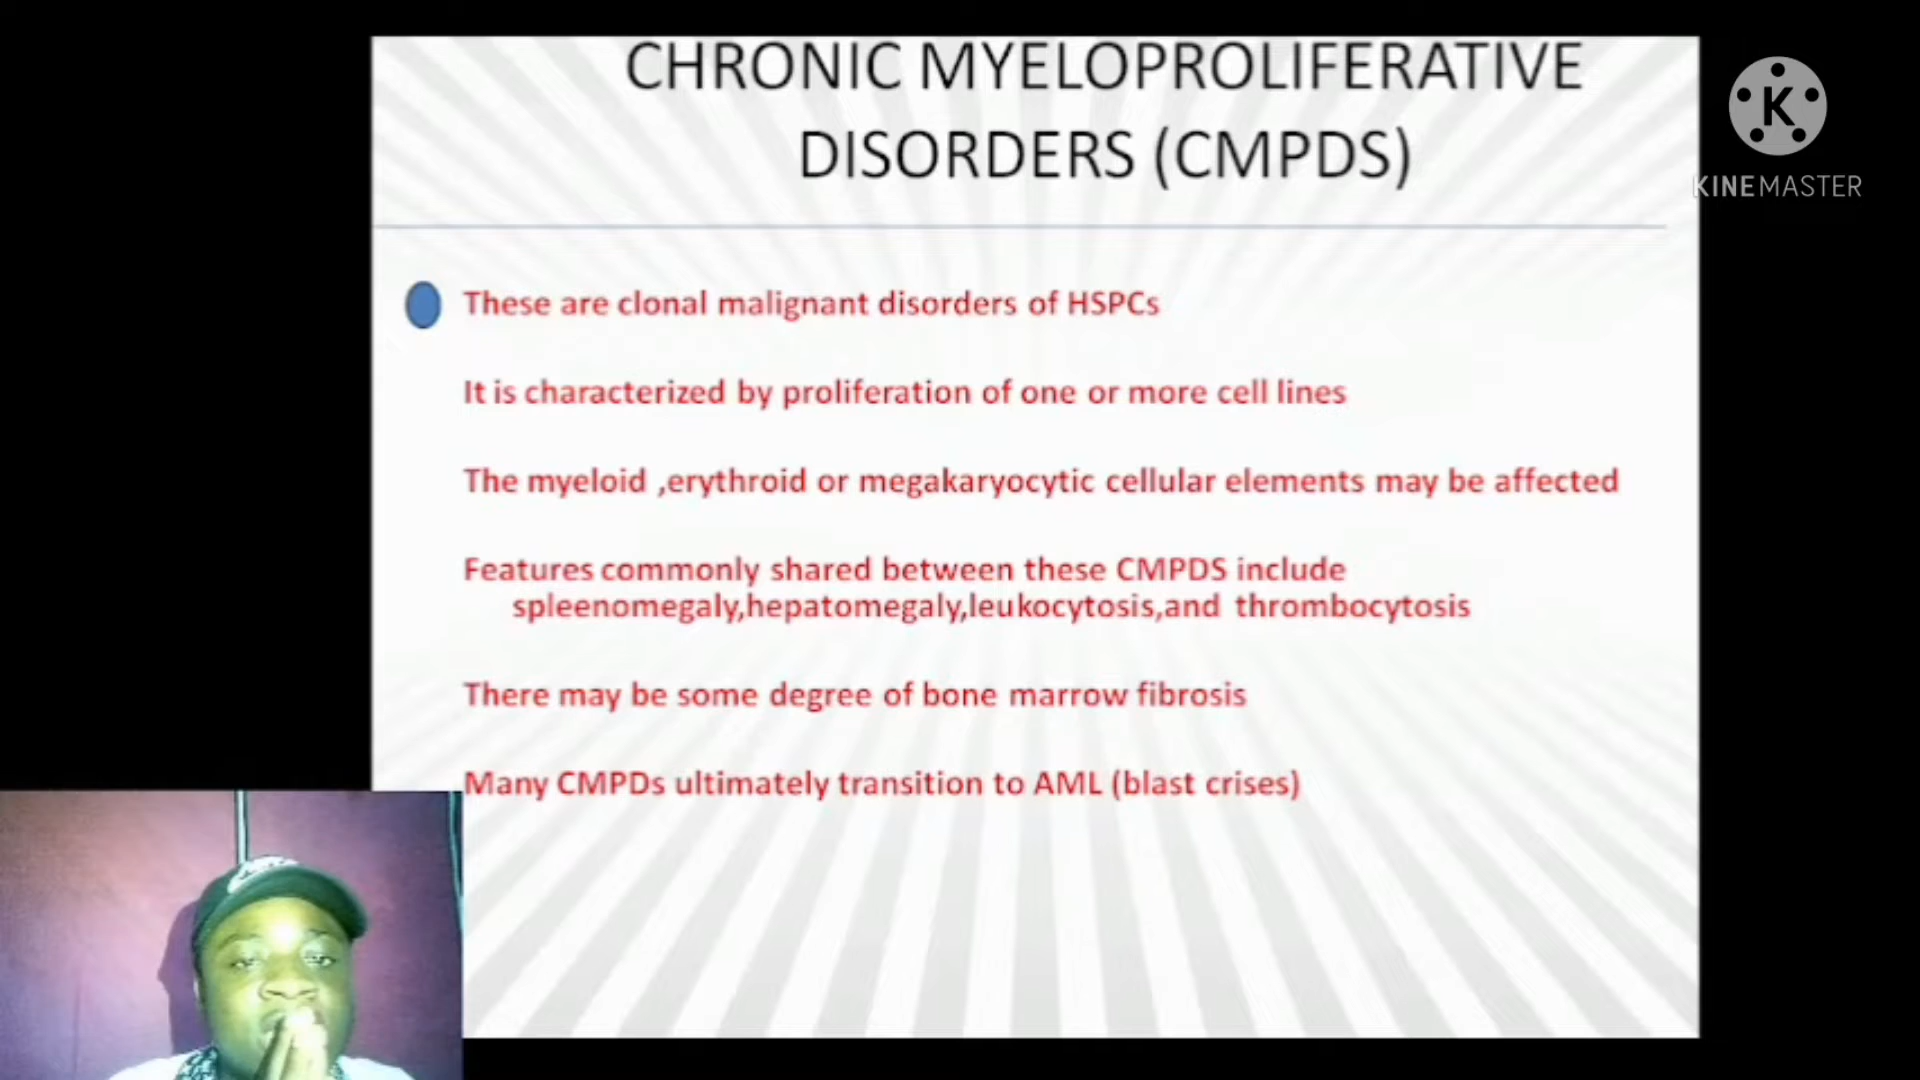 CHRONIC MYELOPROLIFERATIVE
DISORDERS (CMPDS)
K
KINEMASTER
These are clonal malignant disorders of HSPCs
It is characterized by proliferation of one or more cell lines
The myeloid ,erythroid or megakaryocytic cellular elements may be affected
Features commonly shared between these CMPDS include
spleenomegaly,hepatomegaly,leukocytosis,and thrombocytosis
There may be some degree of bone marrow fibrosis
Many CMPDs ultimately transition to AML (blast crises)